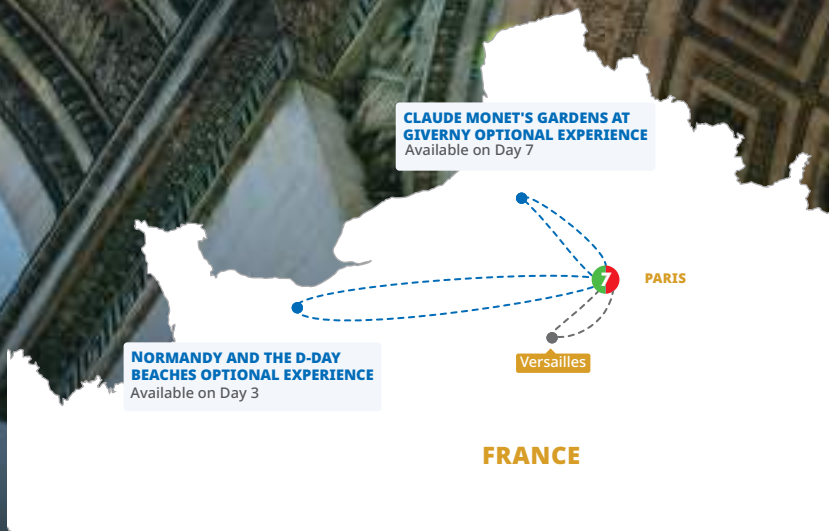 CLAUDE MONET'S GARDENS AT
GIVERNY OPTIONAL EXPERIENCE
Available on Day 7
7
PARIS
NORMANDY AND THE D-DAY
BEACHES OPTIONAL EXPERIENCE
Available on Day 3
Versailles
FRANCE